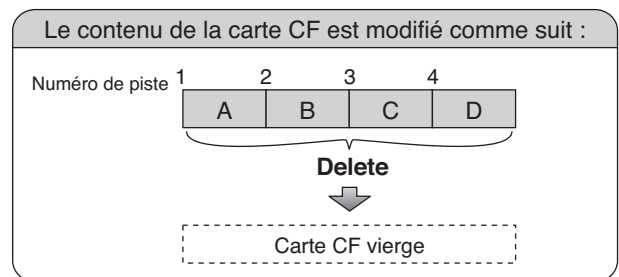 Le contenu de la carte CF est modifié comme suit :
Numéro de piste 1 2 3 4
A B C D
Delete
Carte CF vierge